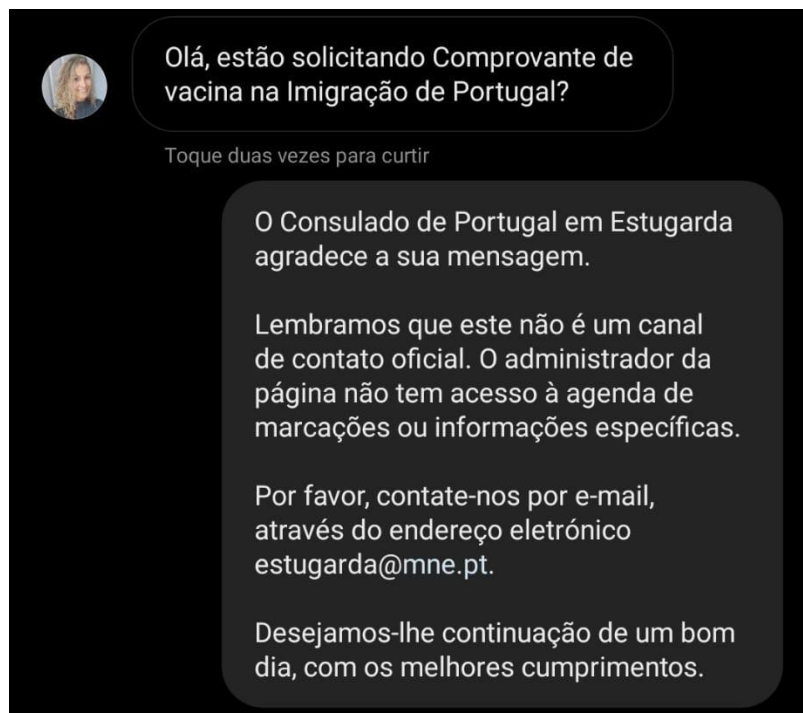 Olá, estão solicitando Comprovante de
vacina na Imigração de Portugal?
Toque duas vezes para curtir
O Consulado de Portugal em Estugarda
agradece a sua mensagem.
Lembramos que este não é um canal
de contato oficial. O administrador da
página não tem acesso à agenda de
marcações ou informações específicas.
Por favor, contate-nos por e-mail,
através do endereço eletrónico
estugarda@mne.pt.
Desejamos-lhe continuação de um bom
dia, com os melhores cumprimentos.